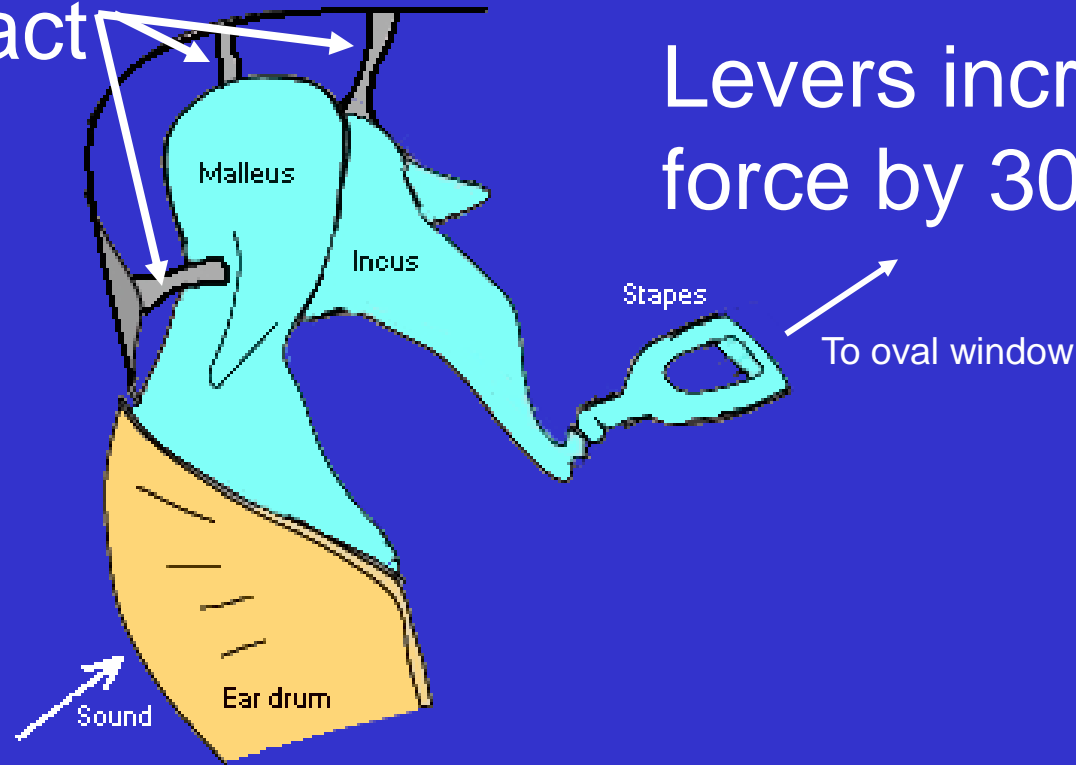 act
Levers incr
force by 30
Malleus
Incus
Stapes
To oval window
Ear drum
Sound